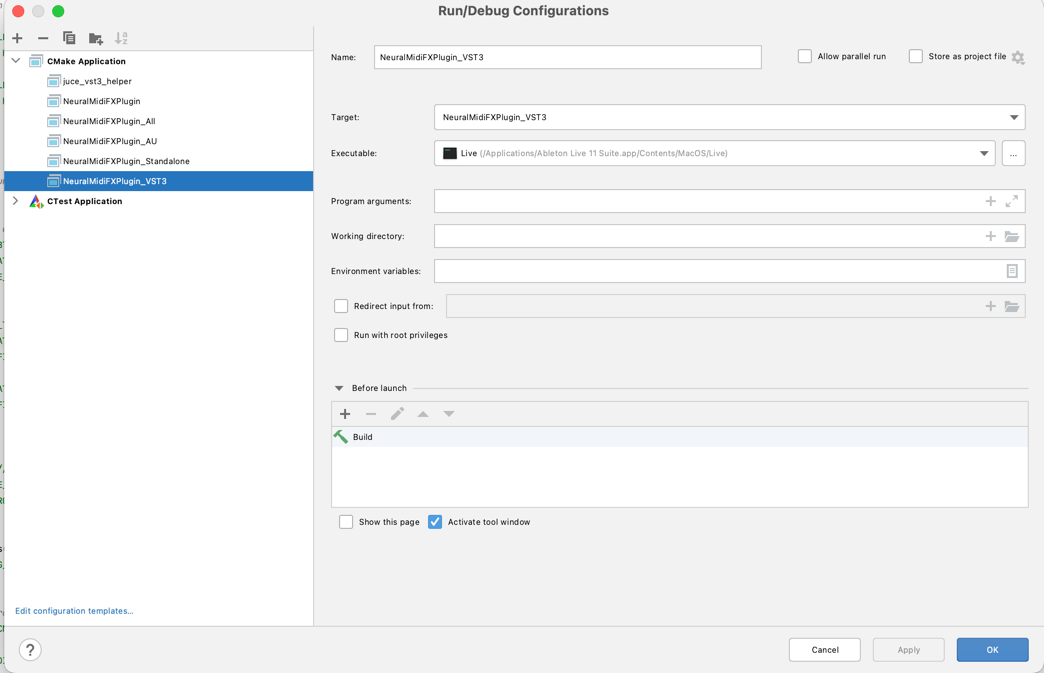 Run/Debug Configurations
CMake Application
juce_vst3_helper
NeuralMidiFXPlugin
NeuralMidiFXPlugin_All
NeuralMidiFXPlugin_AU
NeuralMidiFXPlugin_Standalone
NeuralMidiFXPlugin_VST3
CTest Application
Edit configuration templates...
Name: NeuralMidiFXPlugin_VST3 Allow parallel run Store as project file
Target: NeuralMidiFXPlugin_VST3
Executable: Live (/Applications/Ableton Live 11 Suite.app/Contents/MacOS/Live) ...
Program arguments:
Working directory:
Environment variables:
Redirect input from:
Run with root privileges
Before launch
Build
Show this page Activate tool window
? Cancel Apply OK